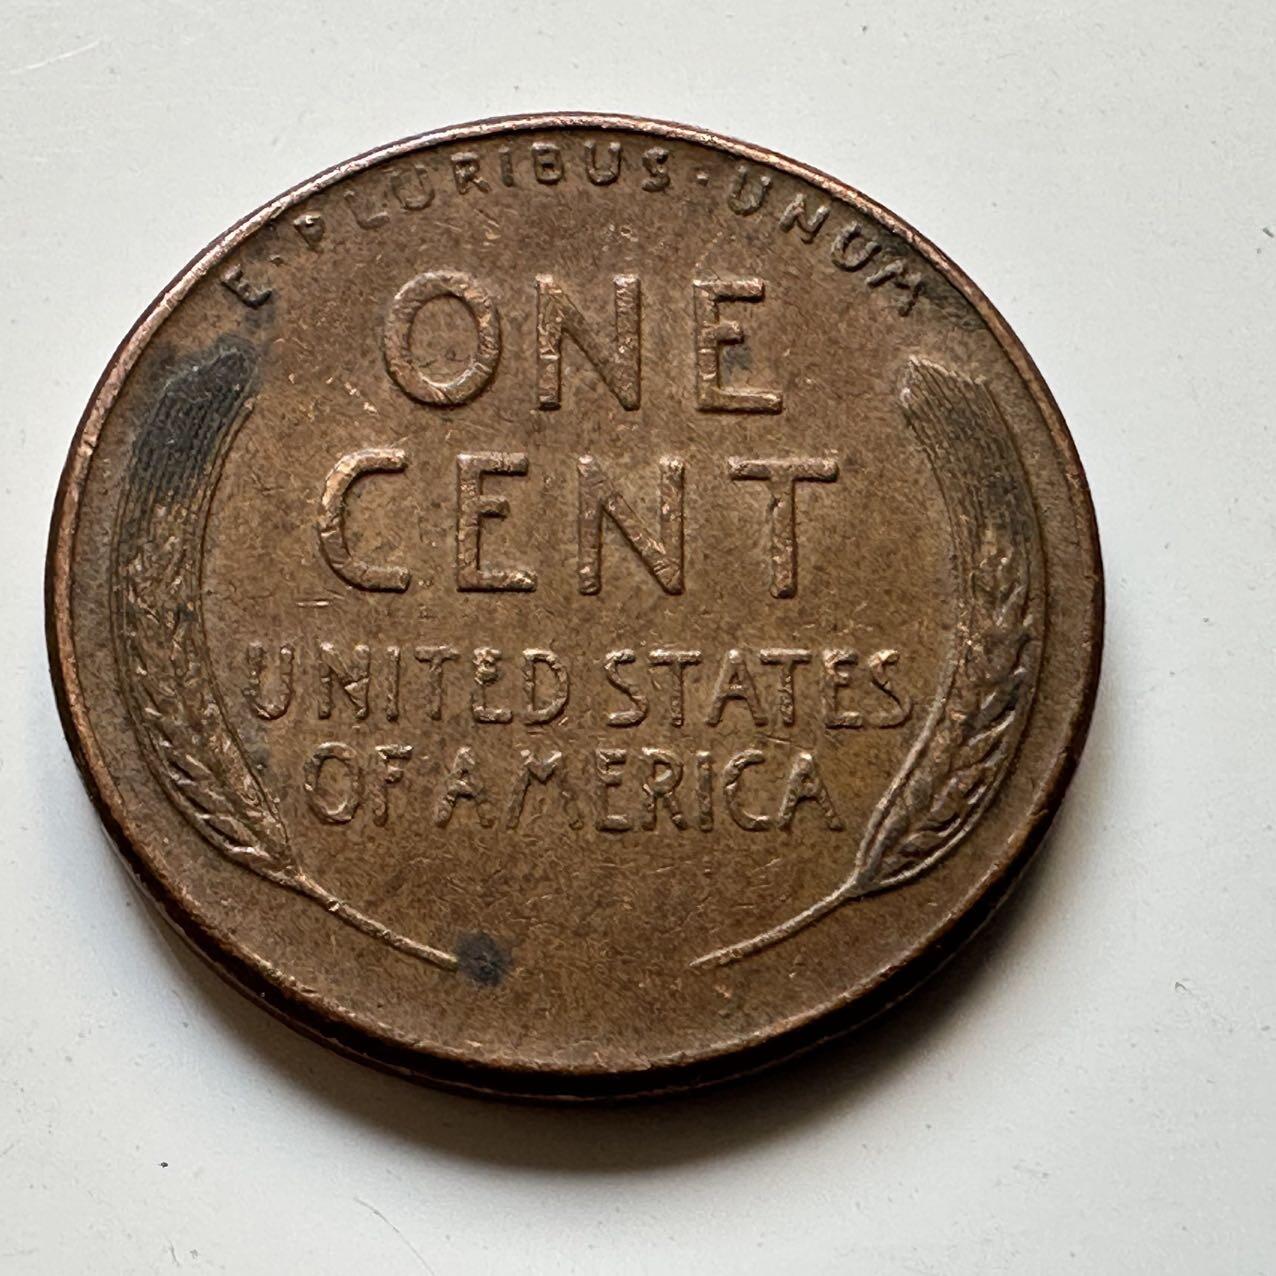 E·PLURIBUS·UNUM
ONE
CENT
UNITED STATES
OF AMERICA